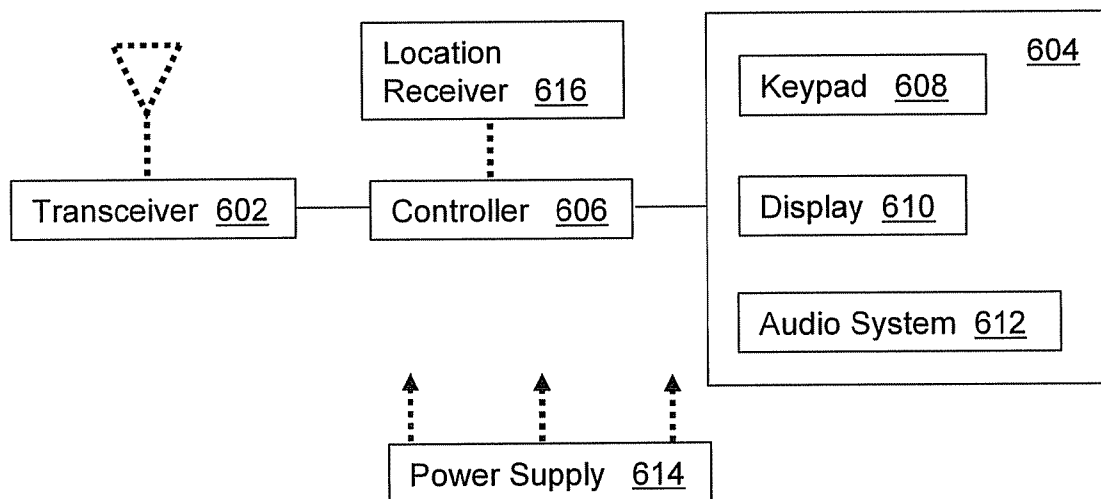 Location
Receiver 616
604
Keypad 608
Transceiver 602
Controller 606
Display 610
Audio System 612
Power Supply 614